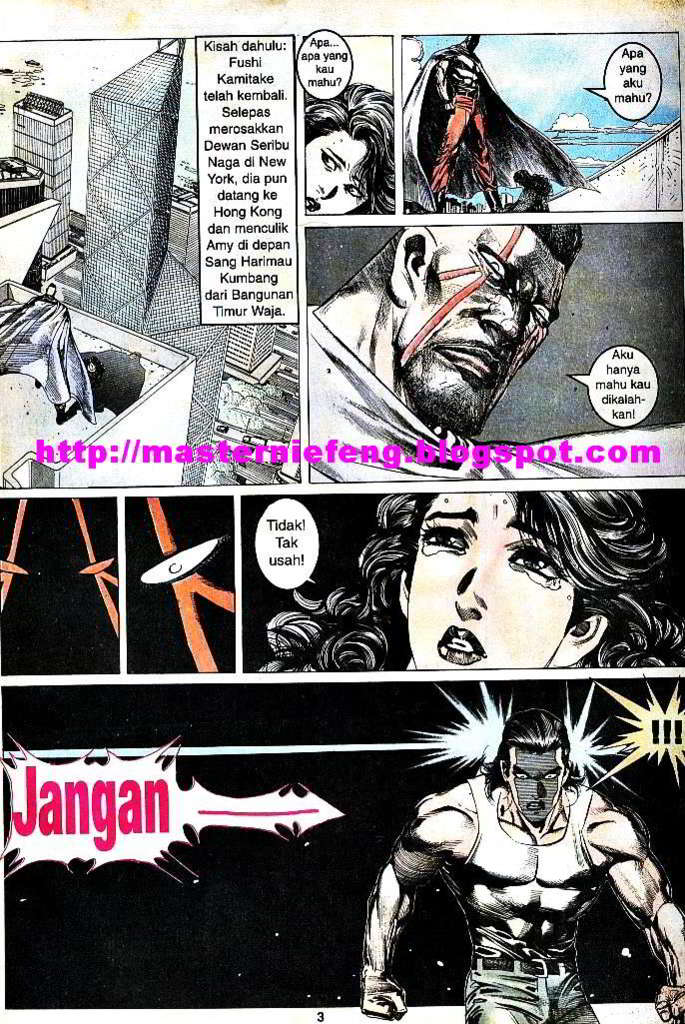 Kisah dahulu:
Fushi
Kamitake
telah kembali.
Selepas
merosakkan
Dewan Seribu
Naga di New
York, dia pun
datang ke
Hong Kong
dan menculik
Amy di depan
Sang Harimau
Kumbang
dari Bangunan
Timur Waja.
Apa...
apa yang
kau
mahu?
Apa
yang
aku
mahu?
Aku
hanya
mahu kau
dikalah-
kan!
http://masterniefeng.blogspot.com
Tidak!
Tak
usah!
Jangan
!!!
3